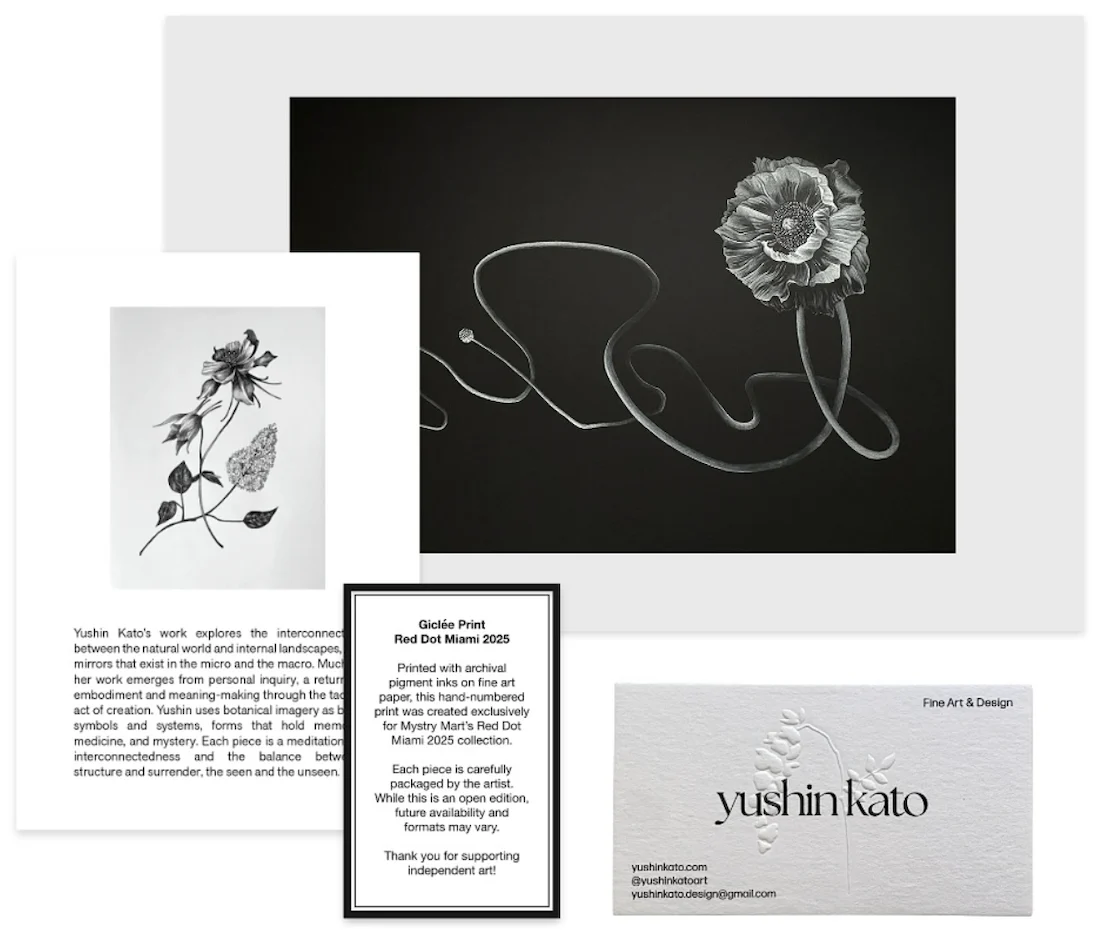 Yushin Kato's work explores the
between the natural world and internal landscapes,
mirrors that exist in the micro and the macro. Much
her work emerges from personal inquiry, a return
embodiment and meaning-making through the
act of creation. Yushin uses botanical imagery as
symbols and systems, forms that hold
medicine, and mystery. Each piece is a meditation
interconnectedness and the balance
structure and surrender, the seen and the unseen.
Giclée Print
Red Dot Miami 2025
Printed with archival
pigment inks on fine art
paper, this hand-numbered
print was created exclusively
for Mystry Mart's Red Dot
Miami 2025 collection.
Each piece is carefully
packaged by the artist.
While this is an open edition,
future availability and
formats may vary.
Thank you for supporting
independent art!
Fine Art & Design
yushin kato
yushinkato.com
@yushinkatoart
yushinkato.design@gmail.com